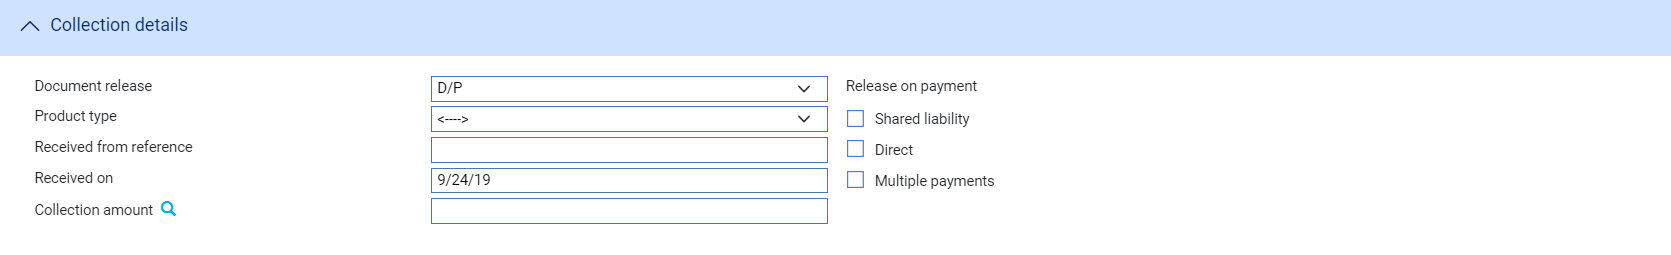 Collection details
Document release D/P Release on payment
Product type <----> Shared liability
Received from reference Direct
Received on 9/24/19 Multiple payments
Collection amount